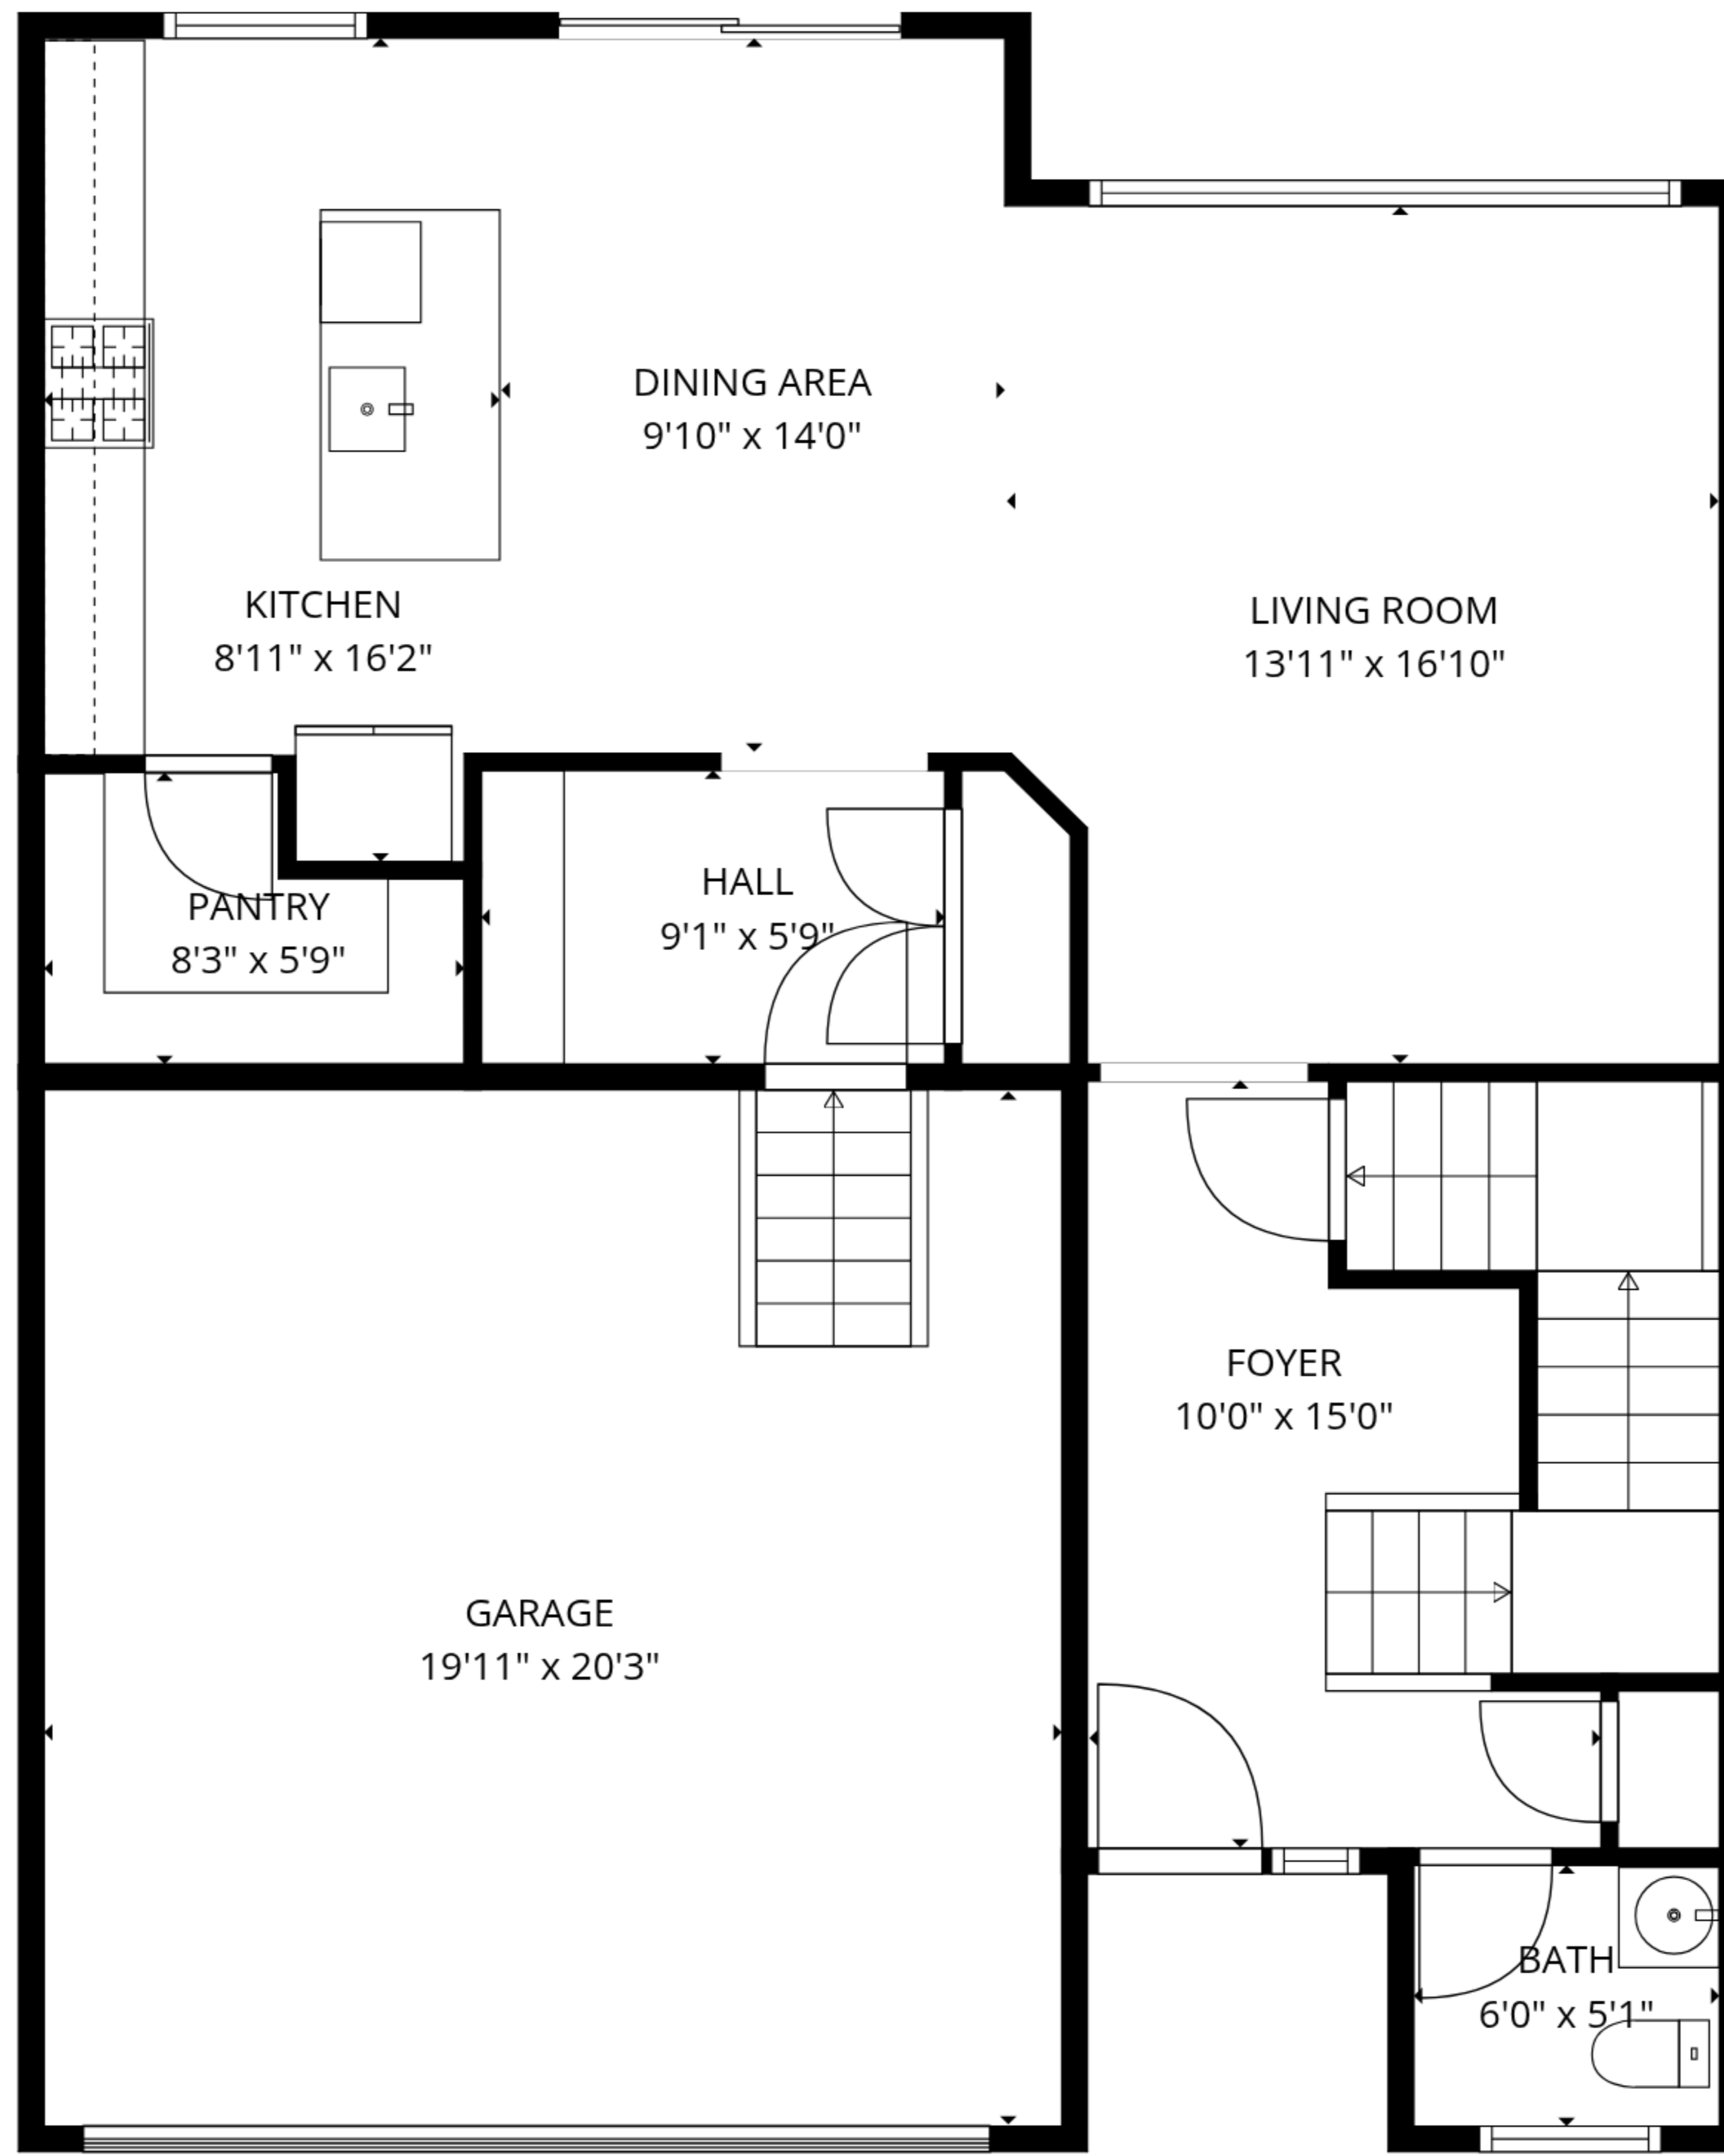 DINING AREA
9'10" x 14'0"
KITCHEN
8'11" x 16'2"
LIVING ROOM
13'11" x 16'10"
HALL
9'1" x 5'9"
PANTRY
8'3" x 5'9"
FOYER
10'0" x 15'0"
GARAGE
19'11" x 20'3"
BATH
6'0" x 5'1"